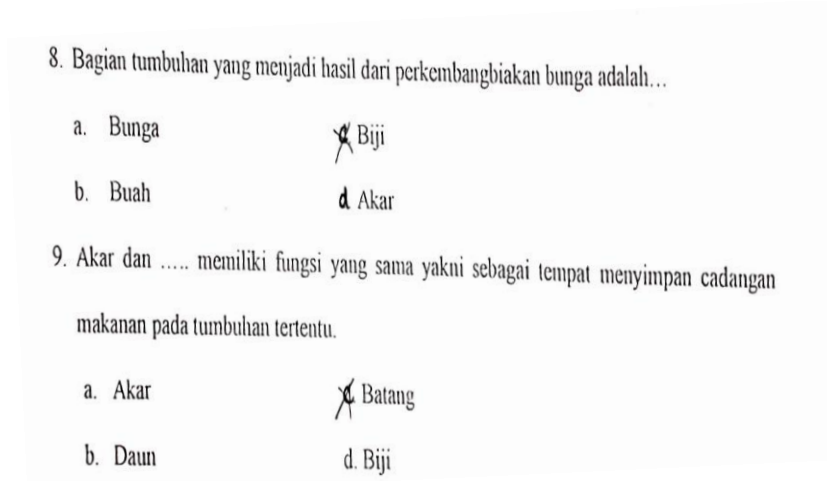 8. Bagian tumbuhan yang menjadi hasil dari perkembangbiakan bunga adalah...
a. Bunga c Biji
b. Buah d Akar
9. Akar dan ..... memiliki fungsi yang sama yakni sebagai tempat menyimpan cadangan
makanan pada tumbuhan tertentu.
a. Akar c. Batang
b. Daun d. Biji